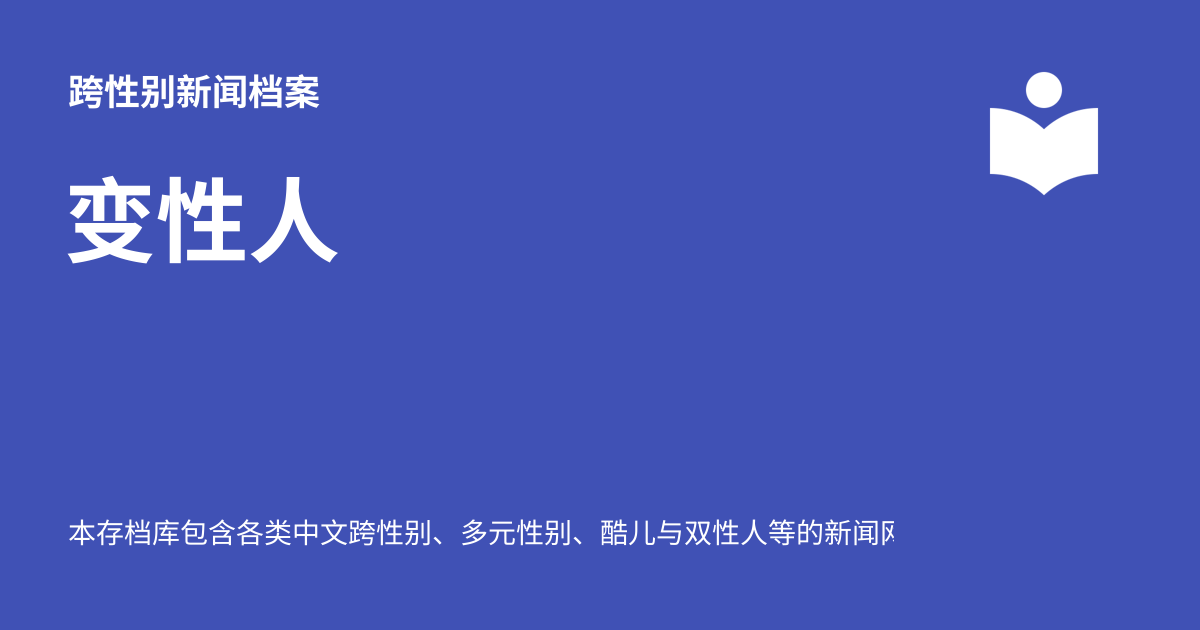 跨性别新闻档案
变性人
本存档库包含各类中文跨性别、多元性别、酷儿与双性人等的新闻